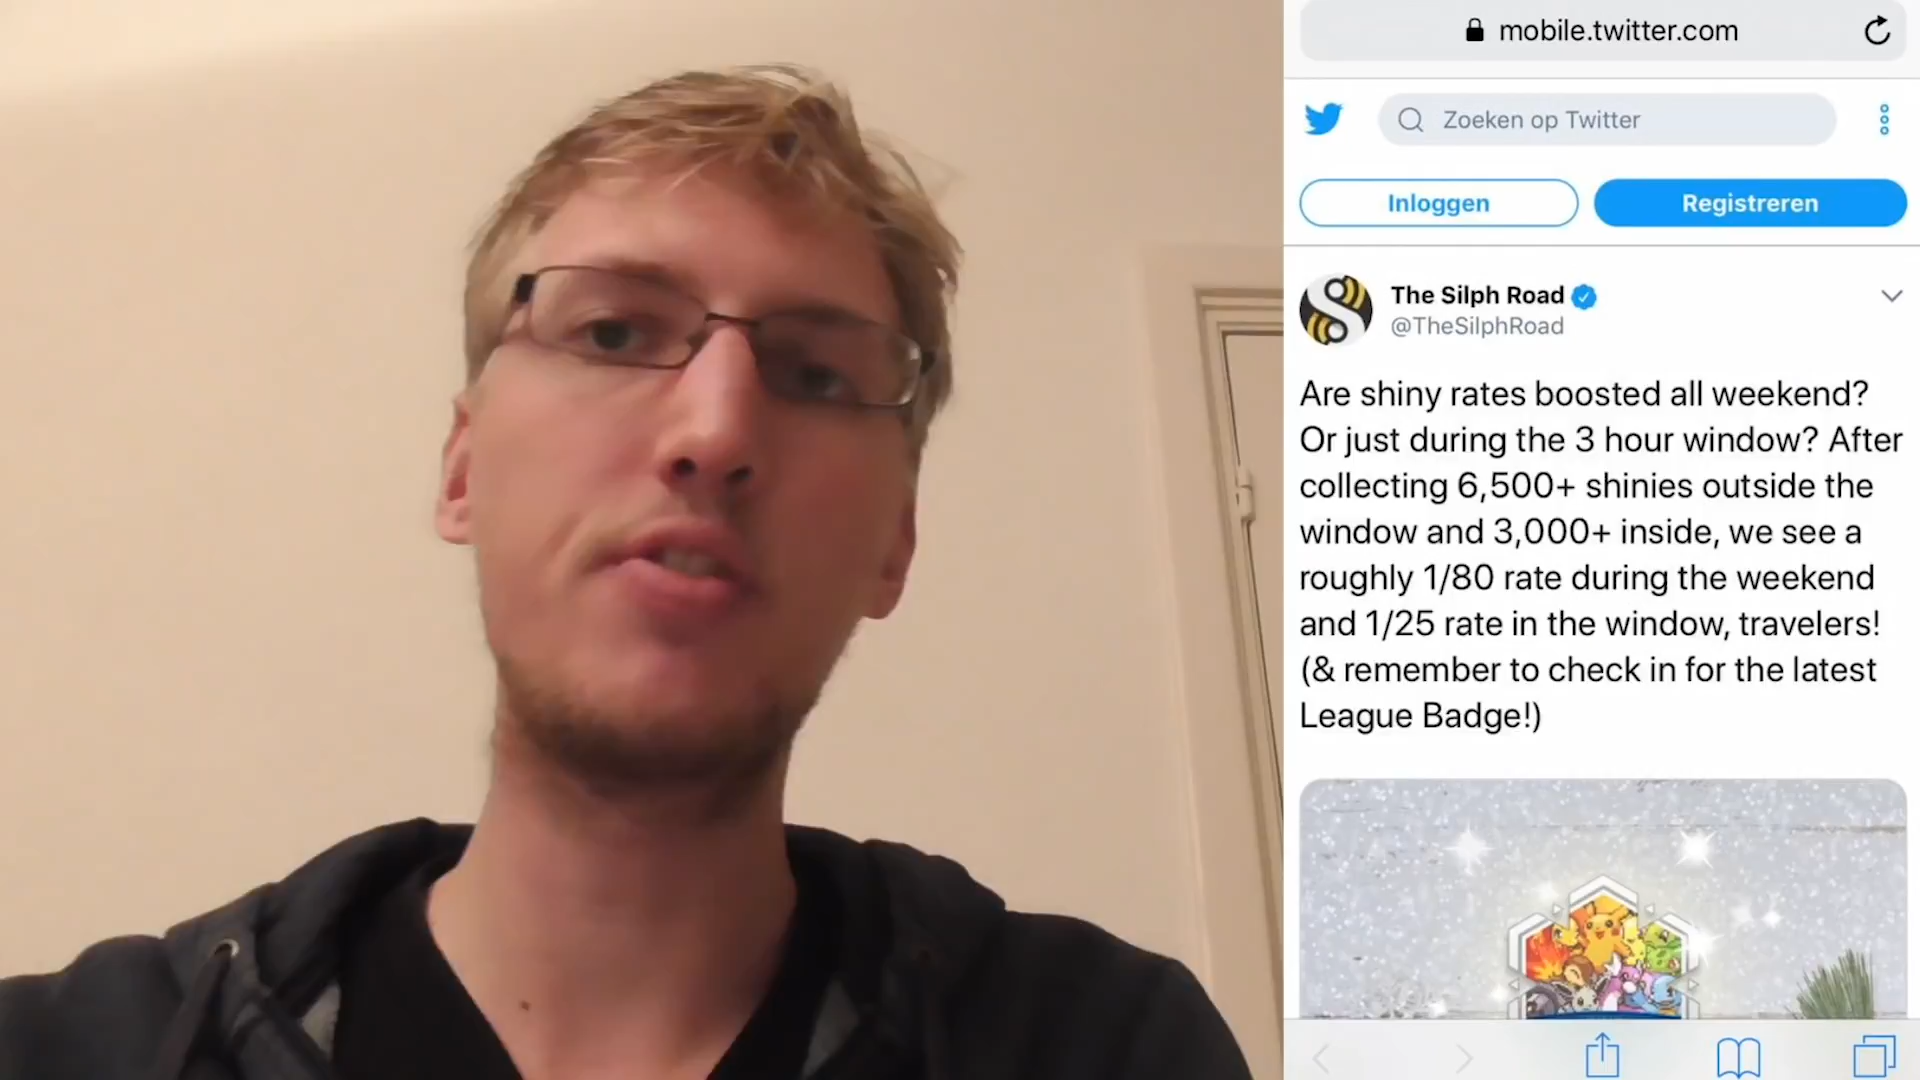 mobile.twitter.com
Zoeken op Twitter
Inloggen
Registreren
The Silph Road
@TheSilphRoad
Are shiny rates boosted all weekend?
Or just during the 3 hour window? After
collecting 6,500+ shinies outside the
window and 3,000+ inside, we see a
roughly 1/80 rate during the weekend
and 1/25 rate in the window, travelers!
(& remember to check in for the latest
League Badge!)